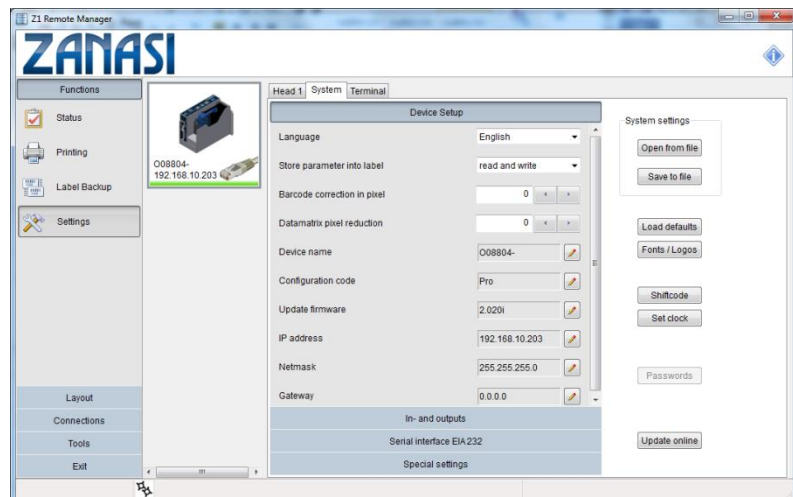 Z1 Remote Manager
ZANASI
Functions
Status
Printing
Label Backup
Settings
Layout
Connections
Tools
Exit
O08804-
192.168.10.203
Head 1 System Terminal
Device Setup
Language English
Store parameter into label read and write
Barcode correction in pixel 0
Datamatrix pixel reduction 0
Device name O08804-
Configuration code Pro
Update firmware 2.020i
IP address 192.168.10.203
Netmask 255.255.255.0
Gateway 0.0.0.0
In- and outputs
Serial interface EIA 232
Special settings
System settings
Open from file
Save to file
Load defaults
Fonts / Logos
Shiftcode
Set clock
Passwords
Update online